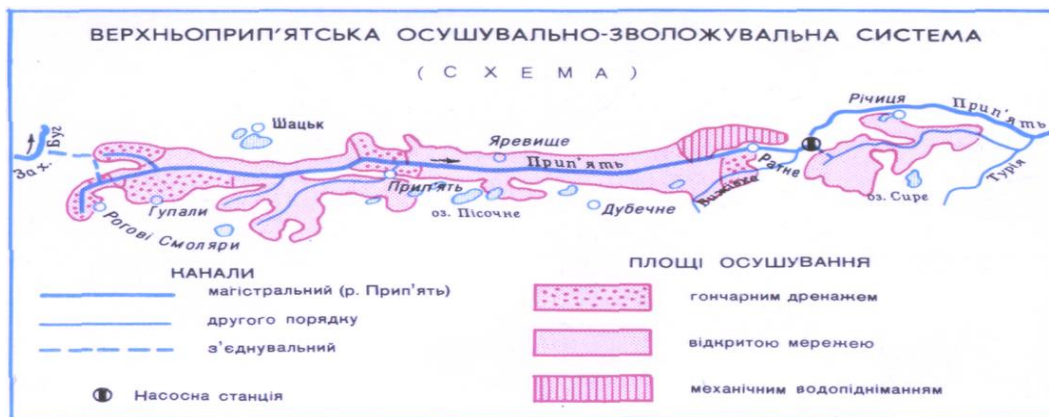 ВЕРХНЬОПРИП'ЯТСЬКА ОСУШУВАЛЬНО-ЗВОЛОЖУВАЛЬНА СИСТЕМА
( С Х Е М А )
Річиця
Прип'ять
Шацьк
Зах. Буг
Яревище
Прип'ять
Ратне
Турія
Прип'ять
Вижівка
Гупали
оз. Пісочне
Дубечне
оз. Сире
Рогові Смоляри
КАНАЛИ
магістральний (р. Прип'ять)
другого порядку
з'єднувальний
Насосна станція
ПЛОЩІ ОСУШУВАННЯ
гончарним дренажем
відкритою мережею
механічним водопідніманням